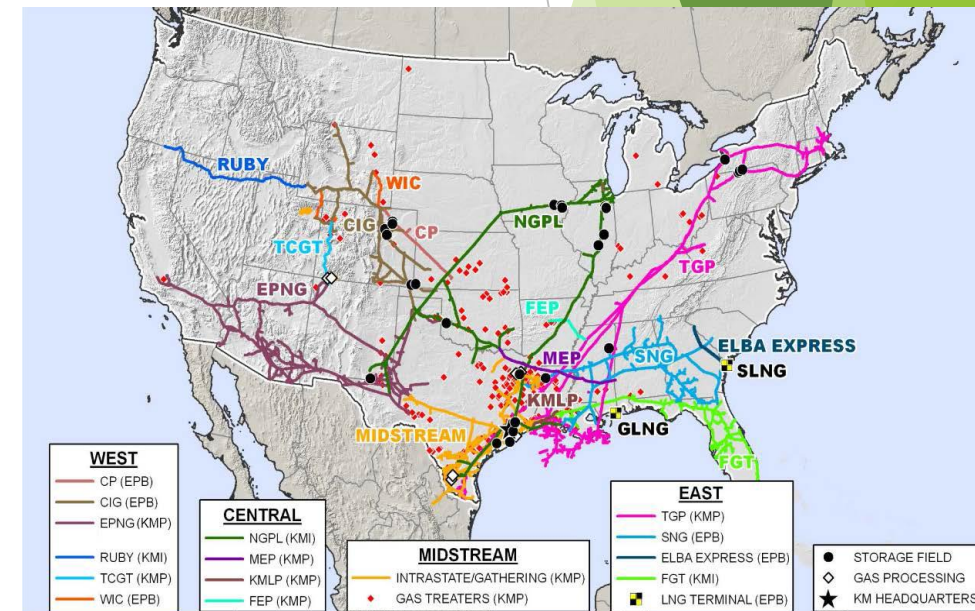 RUBY
WIC
CIG
CP
NGPL
TCGT
TGP
EPNG
FEP
ELBA EXPRESS
MEP
SNG
SLNG
KMLP
MIDSTREAM
GLNG
FGT
WEST
CP (EPB)
CIG (EPB)
EPNG (KMP)
RUBY (KMI)
TCGT (KMP)
WIC (EPB)
CENTRAL
NGPL (KMI)
MEP (KMP)
KMLP (KMP)
FEP (KMP)
MIDSTREAM
INTRASTATE/GATHERING (KMP)
GAS TREATERS (KMP)
EAST
TGP (KMP)
SNG (EPB)
ELBA EXPRESS (EPB)
FGT (KMI)
LNG TERMINAL (EPB)
STORAGE FIELD
GAS PROCESSING
KM HEADQUARTERS